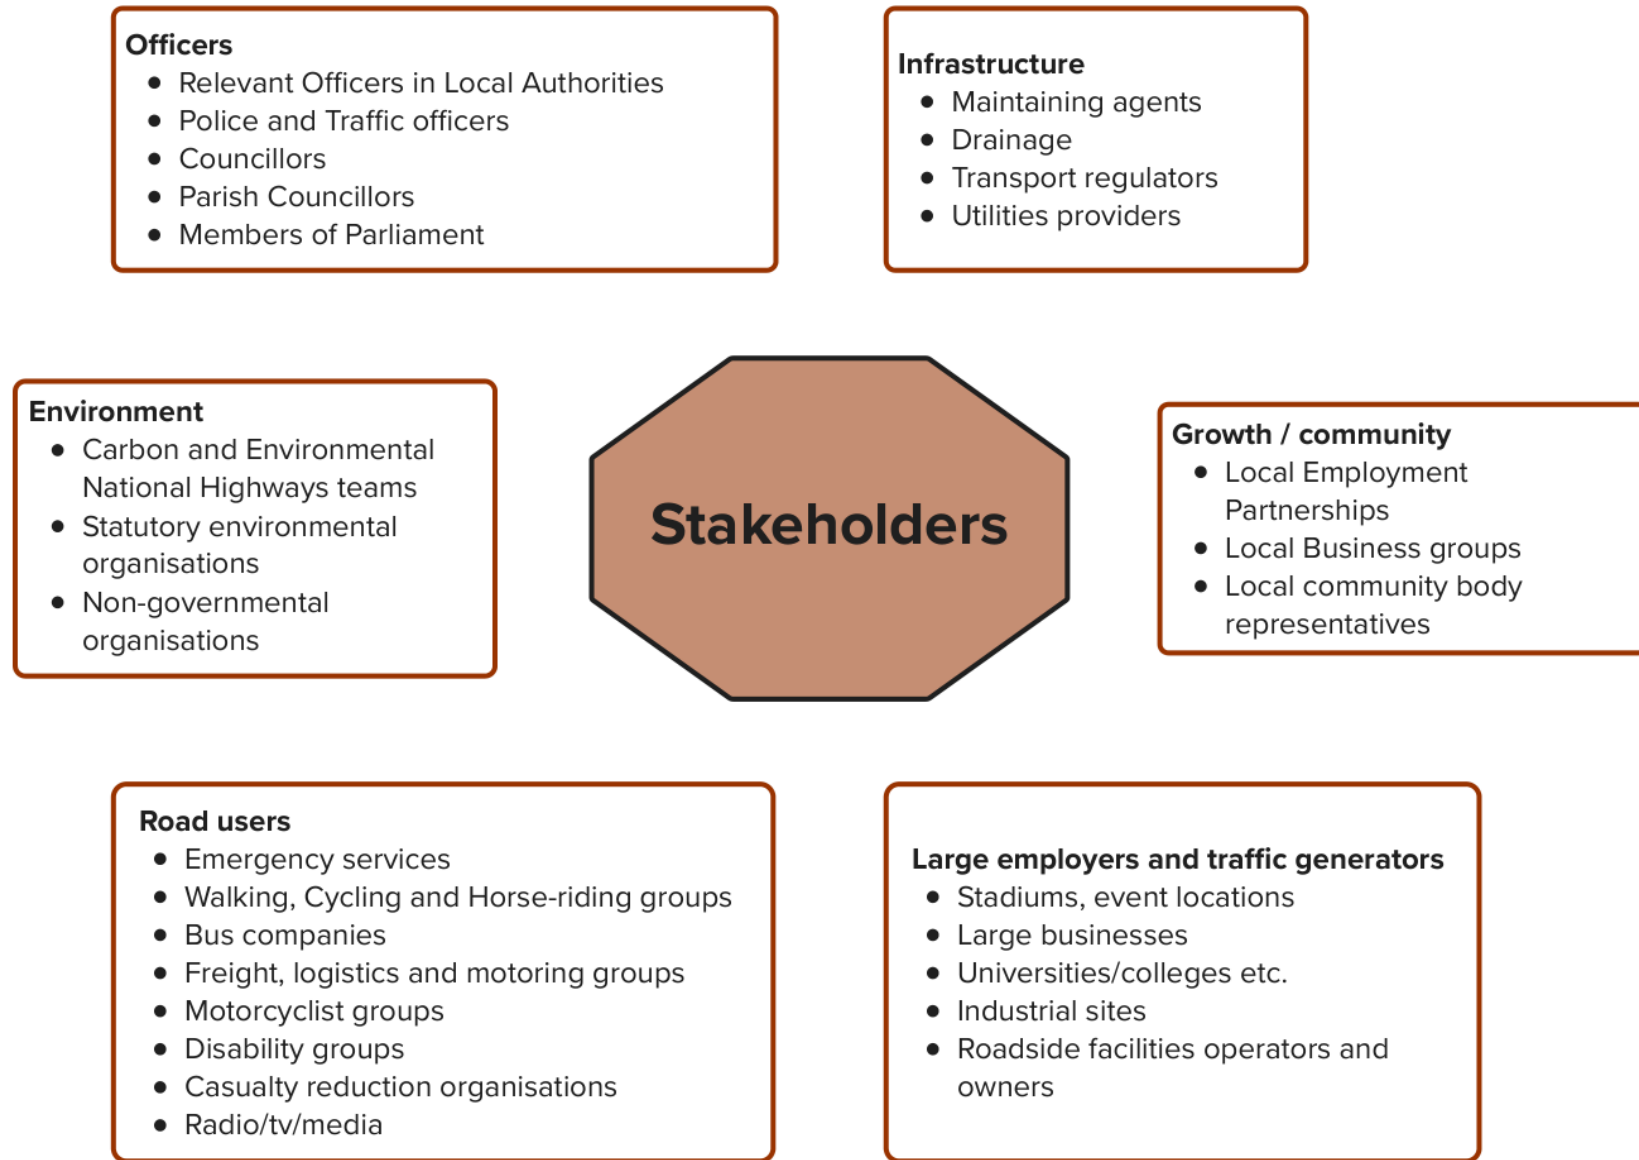 Officers
• Relevant Officers in Local Authorities
• Police and Traffic officers
• Councillors
• Parish Councillors
• Members of Parliament
Infrastructure
• Maintaining agents
• Drainage
• Transport regulators
• Utilities providers
Environment
• Carbon and Environmental
National Highways teams
• Statutory environmental
organisations
• Non-governmental
organisations
Stakeholders
Growth / community
• Local Employment
Partnerships
• Local Business groups
• Local community body
representatives
Road users
• Emergency services
• Walking, Cycling and Horse-riding groups
• Bus companies
• Freight, logistics and motoring groups
• Motorcyclist groups
• Disability groups
• Casualty reduction organisations
• Radio/tv/media
Large employers and traffic generators
• Stadiums, event locations
• Large businesses
• Universities/colleges etc.
• Industrial sites
• Roadside facilities operators and
owners